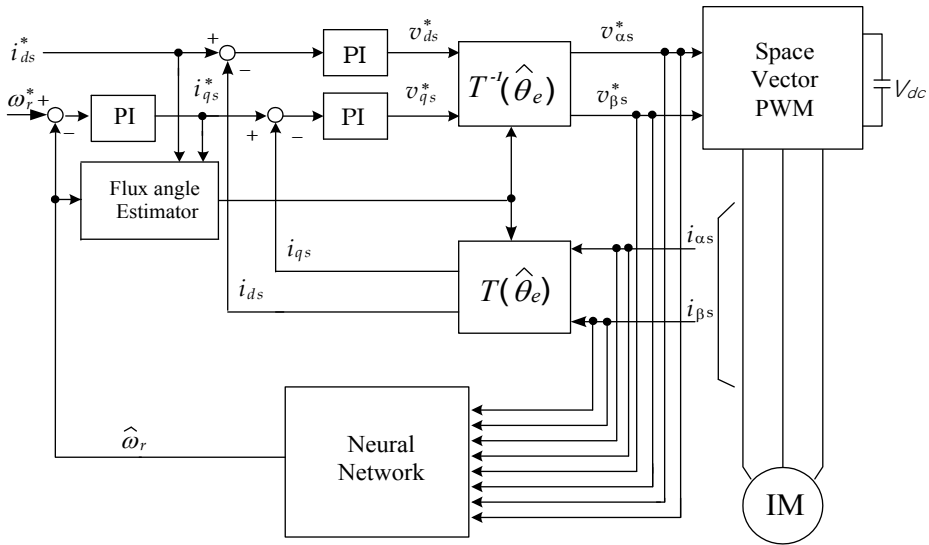 i*ds
+
−
PI
v*ds
T⁻¹(θ̂e)
v*αs
Space
Vector
PWM
Vdc
ω*r
+
−
PI
i*qs
+
−
PI
v*qs
v*βs
Flux angle
Estimator
iqs
ids
T(θ̂e)
iαs
iβs
ω̂r
Neural
Network
IM